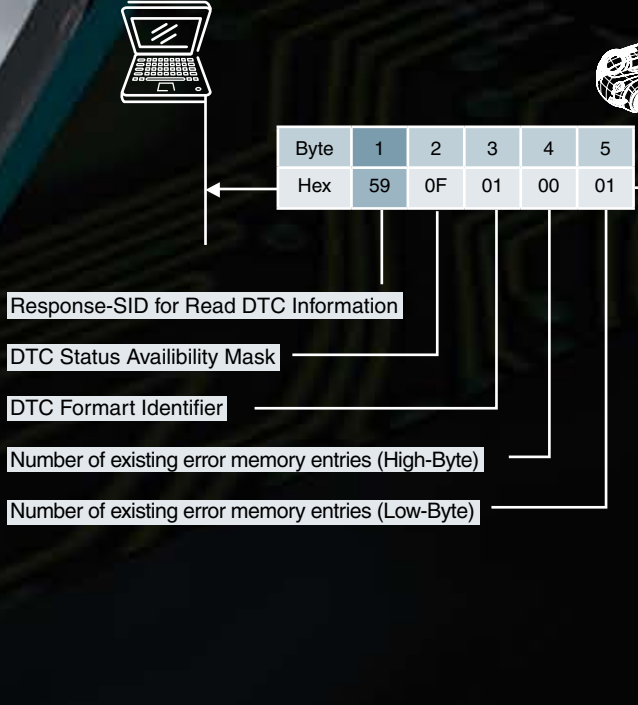 Byte 1 2 3 4 5
Hex 59 0F 01 00 01
Response-SID for Read DTC Information
DTC Status Availibility Mask
DTC Formart Identifier
Number of existing error memory entries (High-Byte)
Number of existing error memory entries (Low-Byte)